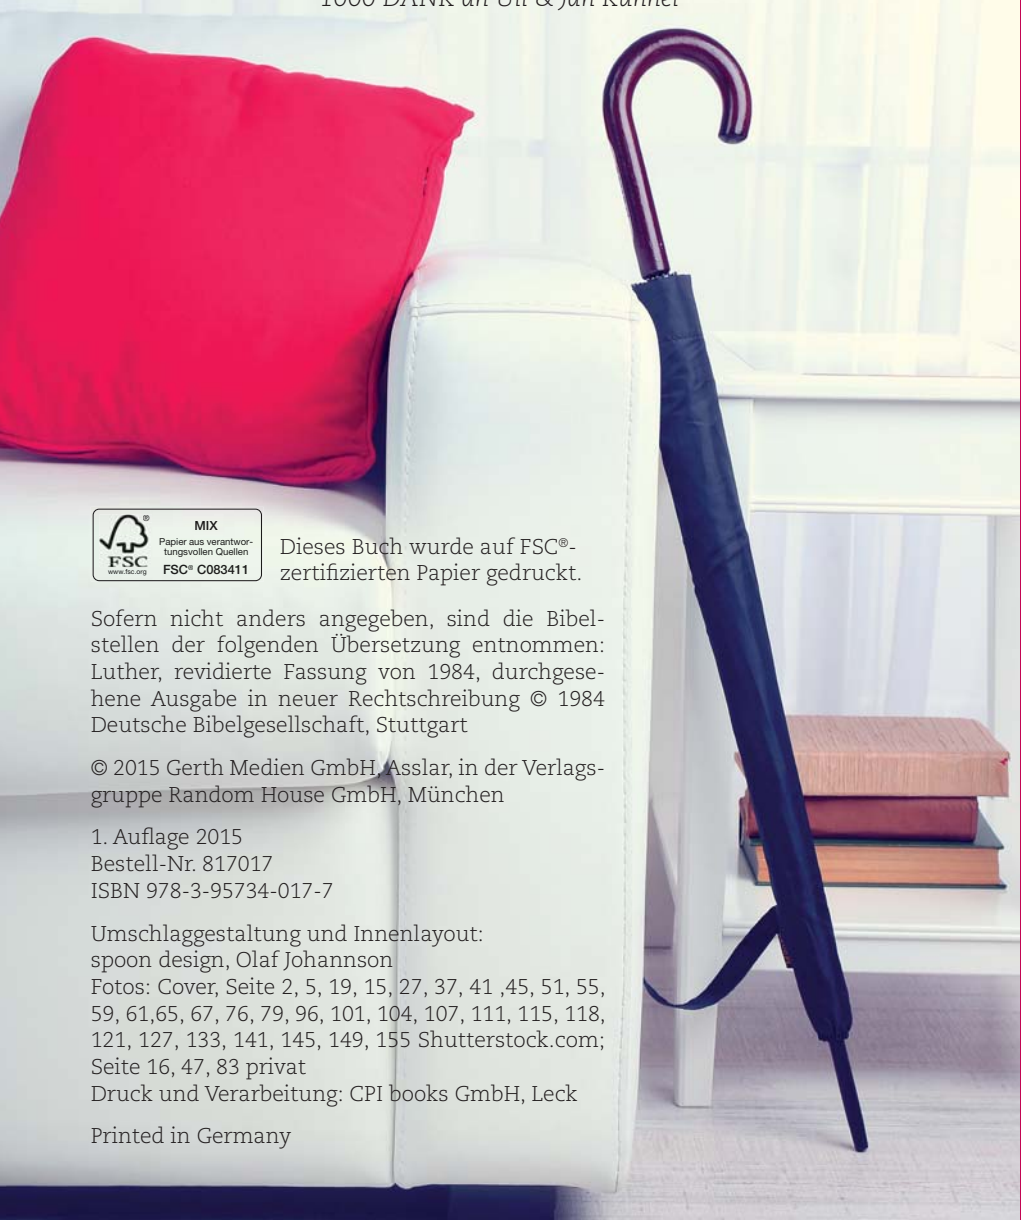 1000 DANK an Uli & Jan Kunner
MIX
Papier aus verantwor-
tungsvollen Quellen
FSC® C083411
FSC
®
www.fsc.org
Dieses Buch wurde auf FSC®-
zertifizierten Papier gedruckt.
Sofern nicht anders angegeben, sind die Bibel-
stellen der folgenden Übersetzung entnommen:
Luther, revidierte Fassung von 1984, durchgese-
hene Ausgabe in neuer Rechtschreibung © 1984
Deutsche Bibelgesellschaft, Stuttgart
© 2015 Gerth Medien GmbH, Asslar, in der Verlags-
gruppe Random House GmbH, München
1. Auflage 2015
Bestell-Nr. 817017
ISBN 978-3-95734-017-7
Umschlaggestaltung und Innenlayout:
spoon design, Olaf Johannson
Fotos: Cover, Seite 2, 5, 19, 15, 27, 37, 41 ,45, 51, 55,
59, 61,65, 67, 76, 79, 96, 101, 104, 107, 111, 115, 118,
121, 127, 133, 141, 145, 149, 155 Shutterstock.com;
Seite 16, 47, 83 privat
Druck und Verarbeitung: CPI books GmbH, Leck
Printed in Germany